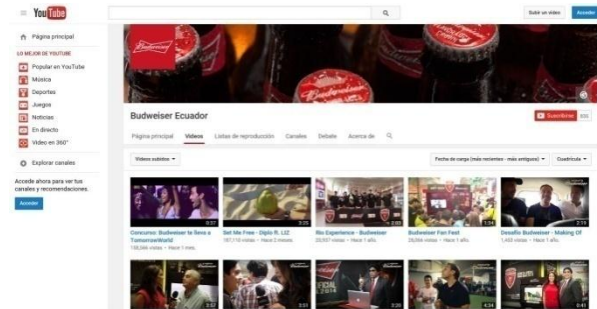 YouTube
Subir un vídeo
Acceder
Página principal
LO MEJOR DE YOUTUBE
Popular en YouTube
Música
Deportes
Juegos
Noticias
En directo
Vídeo en 360°
Explorar canales
Accede ahora para ver tus
canales y recomendaciones.
Acceder
Budweiser
Budweiser Ecuador
Suscribirse
Página principal
Vídeos
Listas de reproducción
Canales
Debate
Acerca de
Vídeos subidos
Fecha de carga (más recientes - más antiguos)
Cuadrícula
Concurso: Budweiser te lleva a
TomorrowWorld
Hace 1 mes.
Set Me Free - Diplo ft. LIZ
Hace 2 meses.
Rio Experience - Budweiser
Hace 1 año.
Budweiser Fan Fest
Hace 1 año.
Desafío Budweiser - Making Of
Hace 1 año.